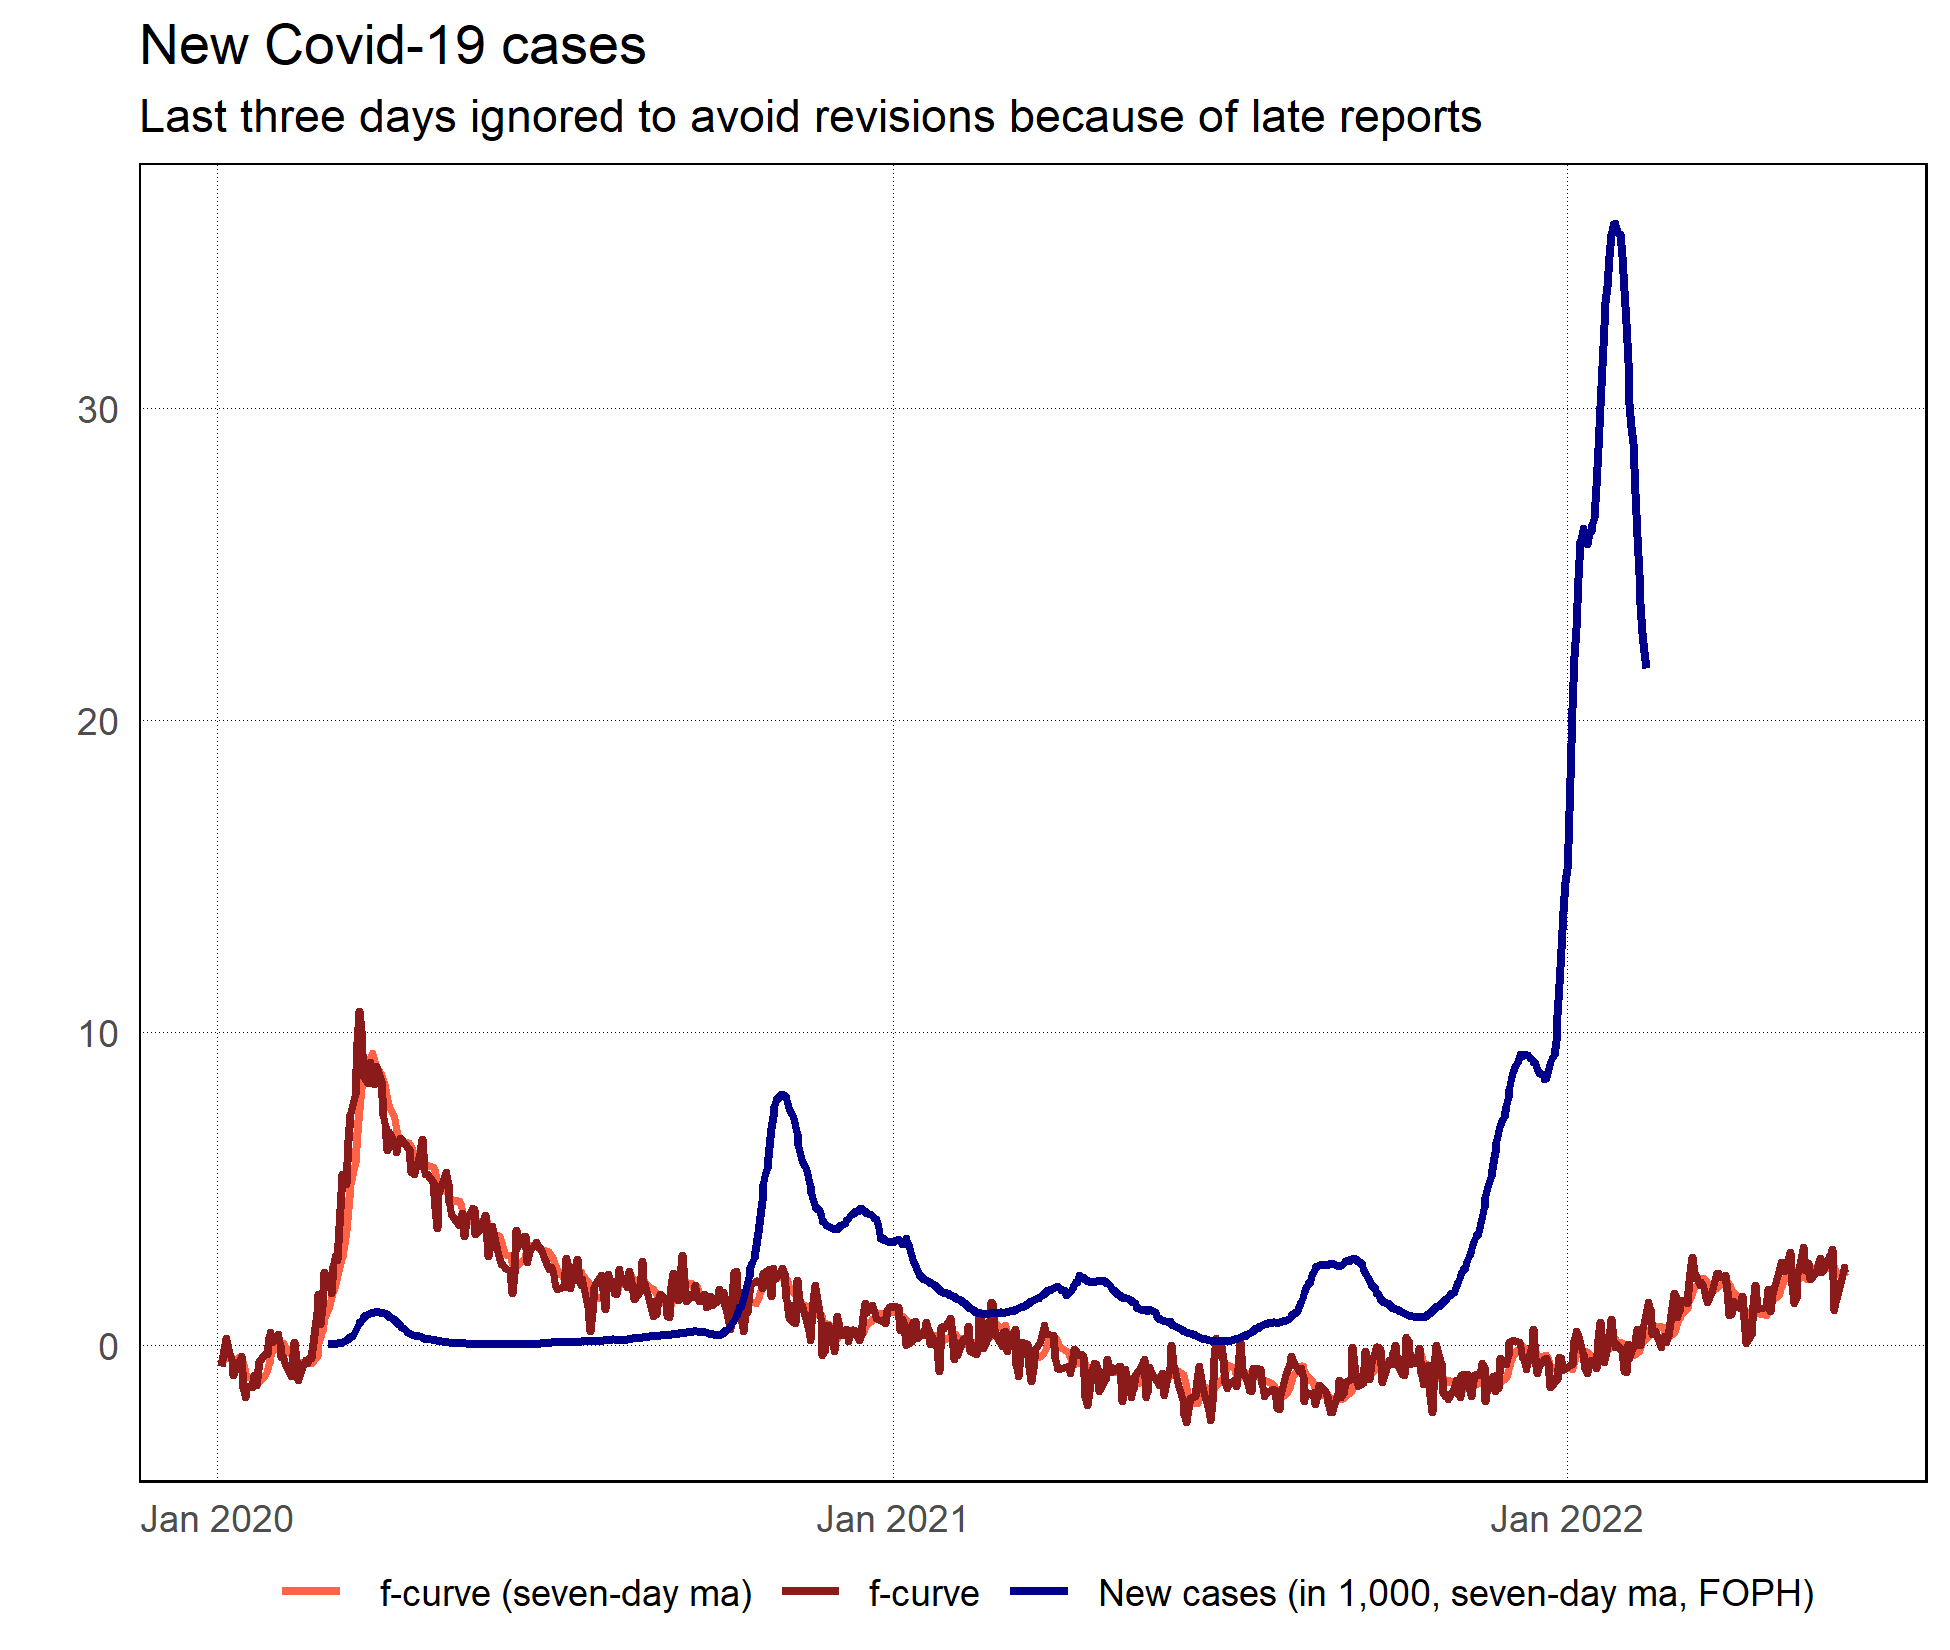 New Covid-19 cases
Last three days ignored to avoid revisions because of late reports
30
20
10
0
Jan 2020 Jan 2021 Jan 2022
f-curve (seven-day ma) f-curve New cases (in 1,000, seven-day ma, FOPH)